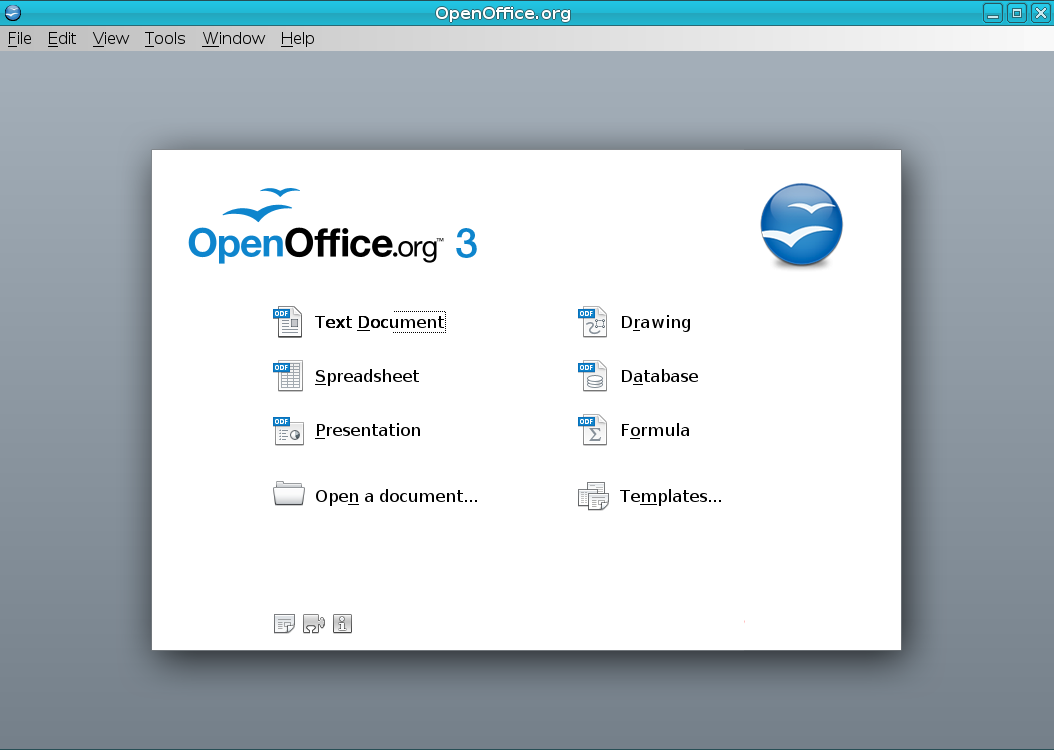 OpenOffice.org
File Edit View Tools Window Help
OpenOffice.org™ 3
ODF Text Document
ODF Drawing
ODF Spreadsheet
ODF Database
ODF Presentation
ODF Formula
Open a document...
Templates...